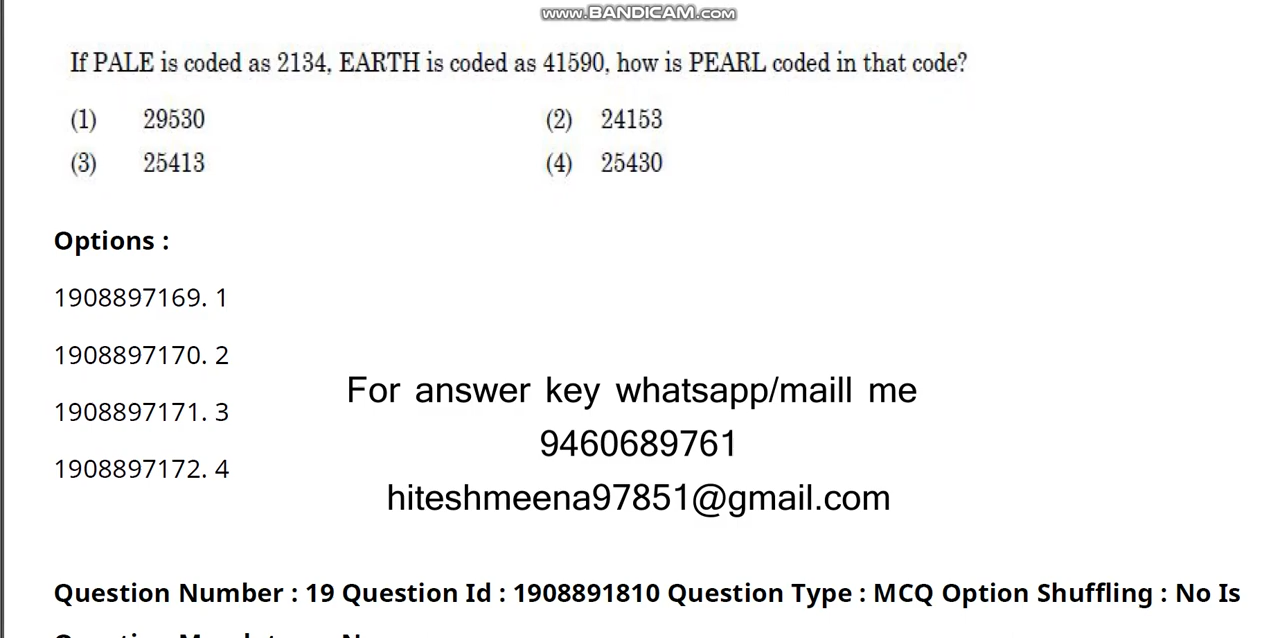 www.BANDICAM.com
If PALE is coded as 2134, EARTH is coded as 41590, how is PEARL coded in that code?
(1) 29530 (2) 24153
(3) 25413 (4) 25430
Options :
1908897169. 1
1908897170. 2
1908897171. 3
1908897172. 4
For answer key whatsapp/maill me
9460689761
hiteshmeena97851@gmail.com
Question Number : 19 Question Id : 1908891810 Question Type : MCQ Option Shuffling : No Is